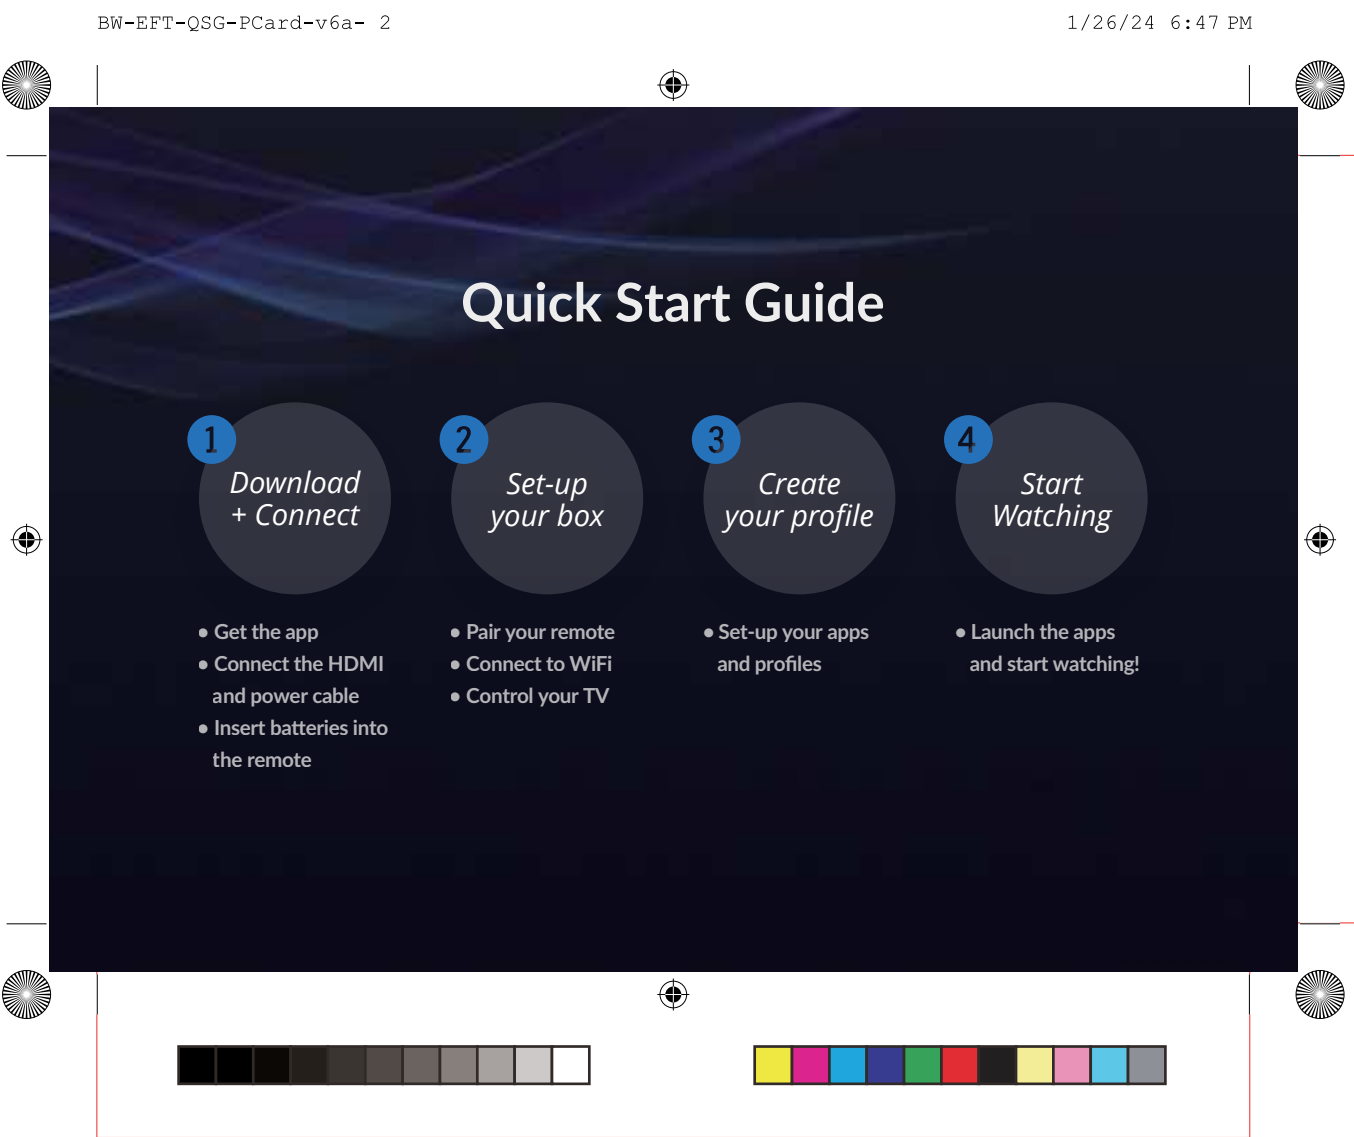 BW-EFT-QSG-PCard-v6a- 2
1/26/24 6:47 PM
Quick Start Guide
1
Download
+ Connect
• Get the app
• Connect the HDMI
and power cable
• Insert batteries into
the remote
2
Set-up
your box
• Pair your remote
• Connect to WiFi
• Control your TV
3
Create
your profile
• Set-up your apps
and profiles
4
Start
Watching
• Launch the apps
and start watching!